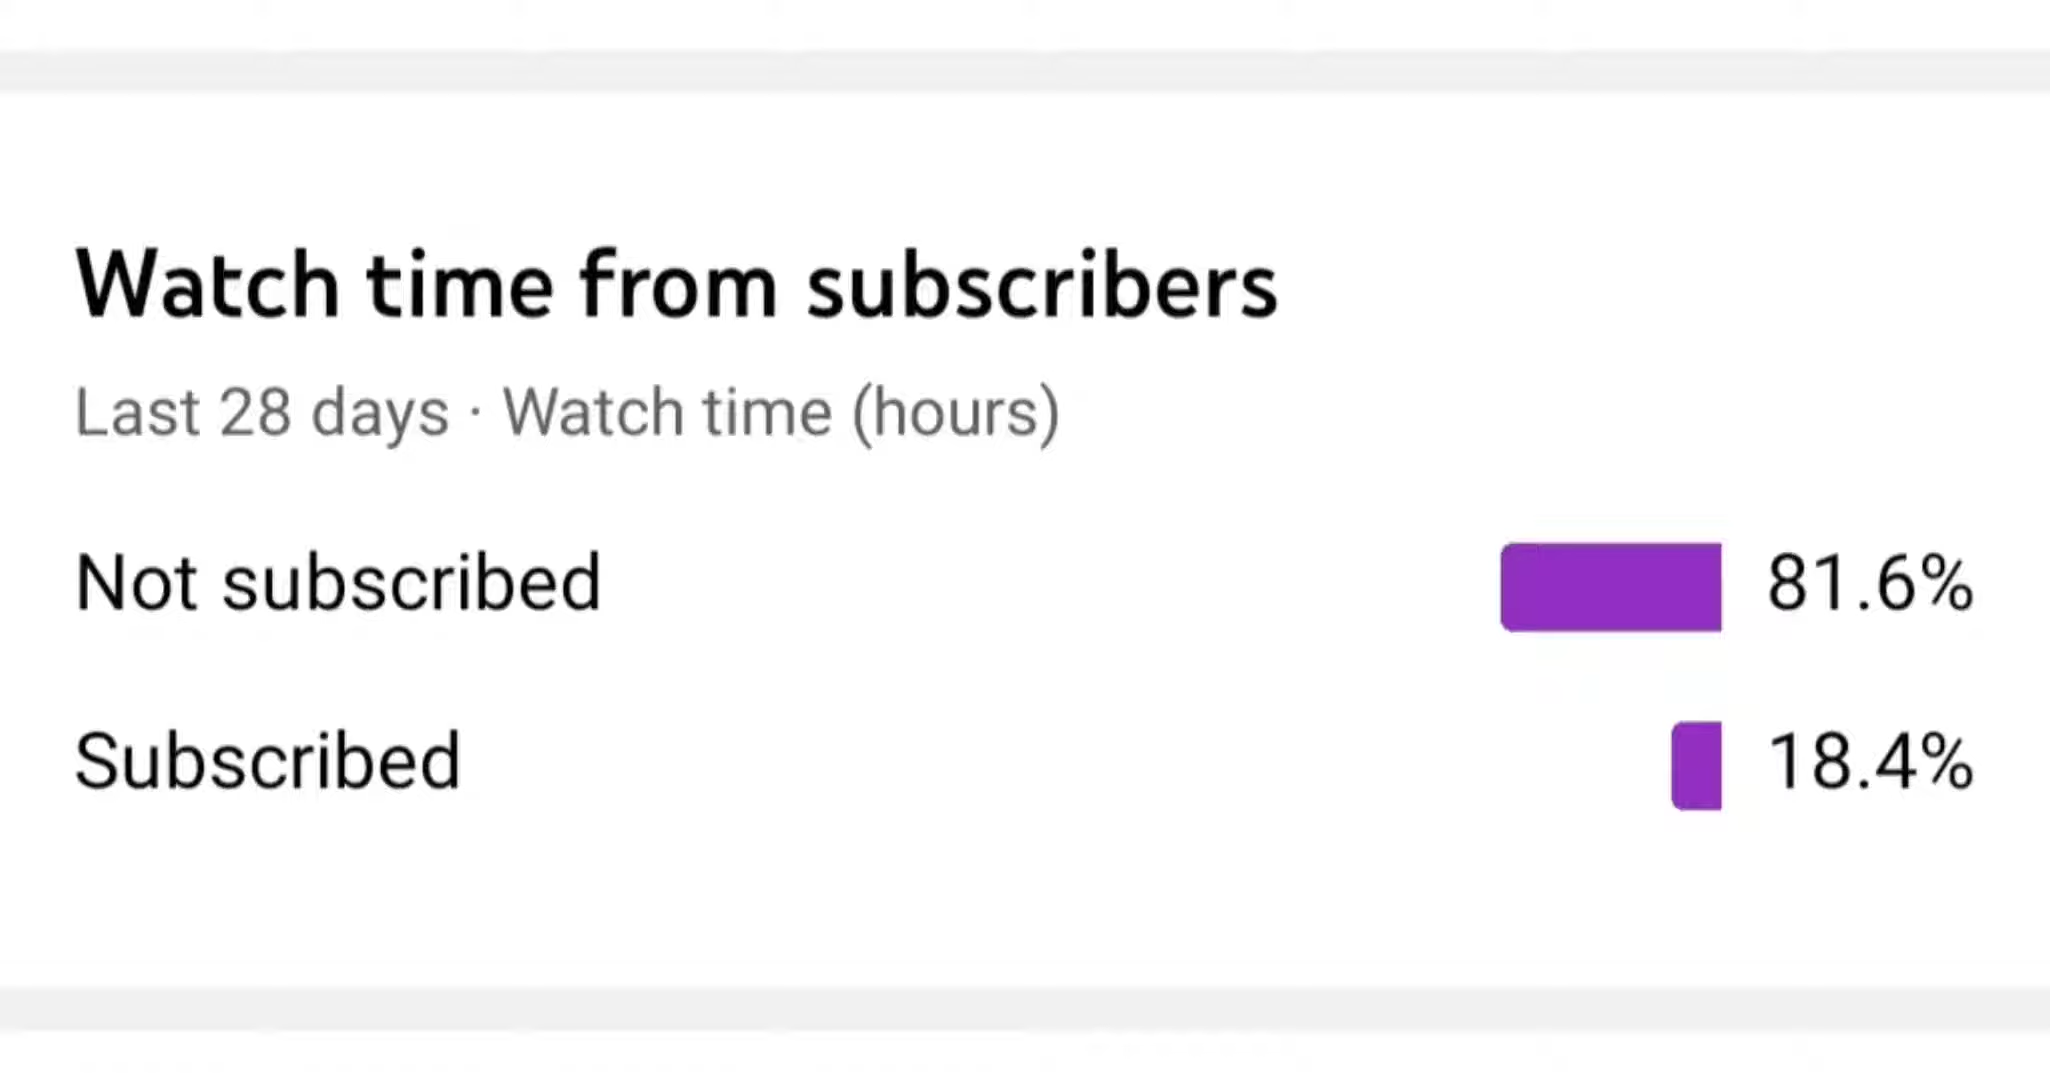 Watch time from subscribers
Last 28 days · Watch time (hours)
Not subscribed 81.6%
Subscribed 18.4%